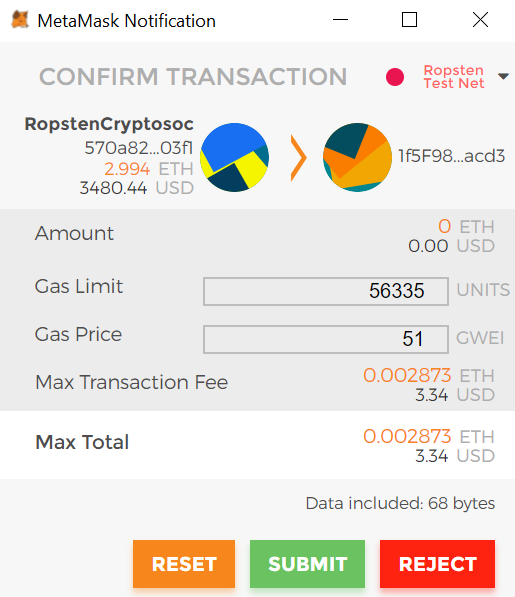 MetaMask Notification
CONFIRM TRANSACTION
Ropsten
Test Net
RopstenCryptosoc
570a82...03f1
2.994 ETH
3480.44 USD
1f5F98...acd3
Amount
0 ETH
0.00 USD
Gas Limit
56335 UNITS
Gas Price
51 GWEI
Max Transaction Fee
0.002873 ETH
3.34 USD
Max Total
0.002873 ETH
3.34 USD
Data included: 68 bytes
RESET SUBMIT REJECT